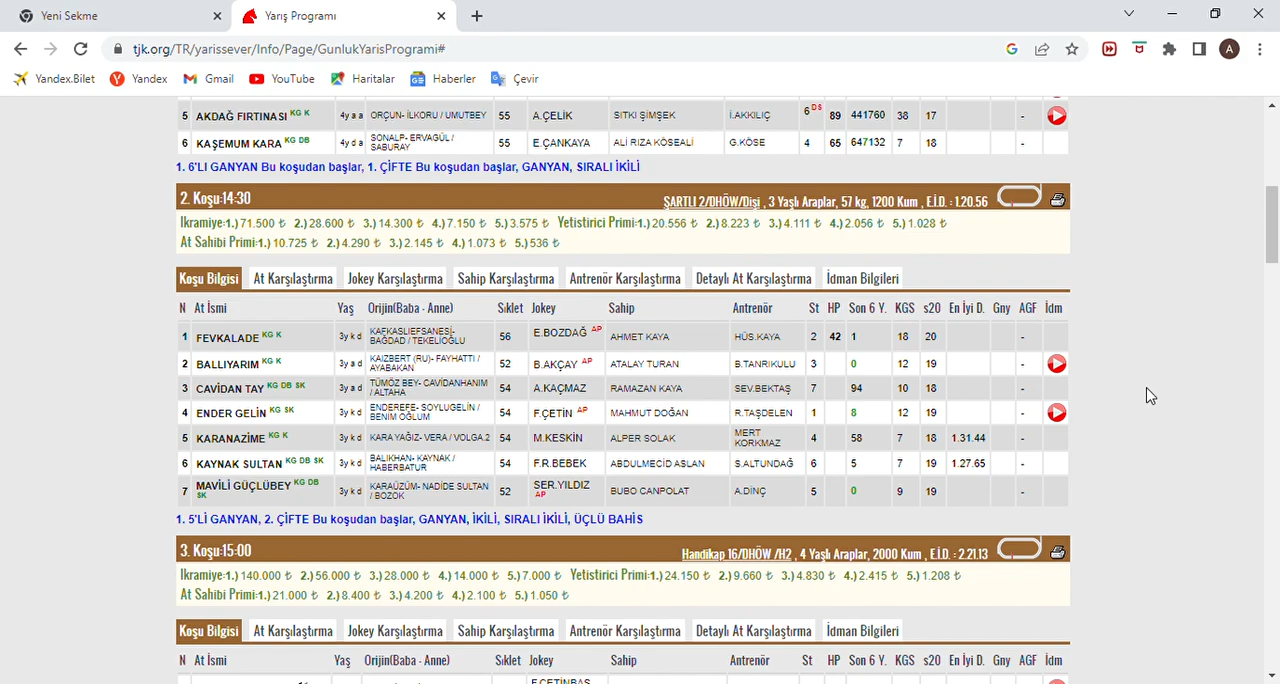 Yeni Sekme
Yarış Programı
tjk.org/TR/yarissever/Info/Page/GunlukYarisProgrami#
A
Yandex.Bilet Yandex Gmail YouTube Haritalar Haberler Çevir
5 AKDAĞ FIRTINASI KG K 4y a a ORÇUN- İLKORU / UMUTBEY 55 A.ÇELİK SITKI ŞİMŞEK İ.AKKILIÇ 6 DS 89 441760 38 17 -
6 KAŞEMUM KARA KG DB 4y d a SONALP- ERVAGÜL / SABURAY 55 E.ÇANKAYA ALİ RIZA KÖSEALİ G.KÖSE 4 65 647132 7 18 -
1. 6'LI GANYAN Bu koşudan başlar, 1. ÇİFTE Bu koşudan başlar, GANYAN, SIRALI İKİLİ
2. Koşu:14:30 ŞARTLI 2/DHÖW/Dişi , 3 Yaşlı Araplar, 57 kg, 1200 Kum , E.İ.D. : 1.20.56
İkramiye:1.) 71.500 ₺ 2.) 28.600 ₺ 3.) 14.300 ₺ 4.) 7.150 ₺ 5.) 3.575 ₺ Yetistirici Primi:1.) 20.556 ₺ 2.) 8.223 ₺ 3.) 4.111 ₺ 4.) 2.056 ₺ 5.) 1.028 ₺
At Sahibi Primi:1.) 10.725 ₺ 2.) 4.290 ₺ 3.) 2.145 ₺ 4.) 1.073 ₺ 5.) 536 ₺
Koşu Bilgisi At Karşılaştırma Jokey Karşılaştırma Sahip Karşılaştırma Antrenör Karşılaştırma Detaylı At Karşılaştırma İdman Bilgileri
N At İsmi Yaş Orijin(Baba - Anne) Sıklet Jokey Sahip Antrenör St HP Son 6 Y. KGS s20 En İyi D. Gny AGF İdm
1 FEVKALADE KG K 3y k d KAFKASLIEFSANESİ- BAĞDAD / TEKELİOĞLU 56 E.BOZDAĞ AP AHMET KAYA HÜS.KAYA 2 42 1 18 20 -
2 BALLIYARIM KG K 3y a d KAIZBERT (RU)- FAYHATTI / AYABAKAN 52 B.AKÇAY AP ATALAY TURAN B.TANRIKULU 3 0 12 19 -
3 CAVİDAN TAY KG DB SK 3y a d TÜMÖZ BEY- CAVİDANHANIM / ALTAHA 54 A.KAÇMAZ RAMAZAN KAYA SEV.BEKTAŞ 7 94 10 18 -
4 ENDER GELİN KG SK 3y k d ENDEREFE- SOYLUGELİN / BENIM OĞLUM 54 F.ÇETİN AP MAHMUT DOĞAN R.TAŞDELEN 1 8 12 19 -
5 KARANAZİME KG K 3y k d KARA YAĞIZ- VERA / VOLGA.2 54 M.KESKİN ALPER SOLAK MERT KORKMAZ 4 58 7 18 1.31.44 -
6 KAYNAK SULTAN KG DB SK 3y k d BALIKHAN- KAYNAK / HABERBATUR 54 F.R.BEBEK ABDULMECİD ASLAN S.ALTUNDAĞ 6 5 7 19 1.27.65 -
7 MAVİLİ GÜÇLÜBEY KG DB SK 3y k d KARAÜZÜM- NADİDE SULTAN / BOZOK 52 SER.YILDIZ AP BUBO CANPOLAT A.DİNÇ 5 0 9 19 -
1. 5'Lİ GANYAN, 2. ÇİFTE Bu koşudan başlar, GANYAN, İKİLİ, SIRALI İKİLİ, ÜÇLÜ BAHİS
3. Koşu:15:00 Handikap 16/DHÖW /H2 , 4 Yaşlı Araplar, 2000 Kum , E.İ.D. : 2.21.13
İkramiye:1.) 140.000 ₺ 2.) 56.000 ₺ 3.) 28.000 ₺ 4.) 14.000 ₺ 5.) 7.000 ₺ Yetistirici Primi:1.) 24.150 ₺ 2.) 9.660 ₺ 3.) 4.830 ₺ 4.) 2.415 ₺ 5.) 1.208 ₺
At Sahibi Primi:1.) 21.000 ₺ 2.) 8.400 ₺ 3.) 4.200 ₺ 4.) 2.100 ₺ 5.) 1.050 ₺
Koşu Bilgisi At Karşılaştırma Jokey Karşılaştırma Sahip Karşılaştırma Antrenör Karşılaştırma Detaylı At Karşılaştırma İdman Bilgileri
N At İsmi Yaş Orijin(Baba - Anne) Sıklet Jokey Sahip Antrenör St HP Son 6 Y. KGS s20 En İyi D. Gny AGF İdm